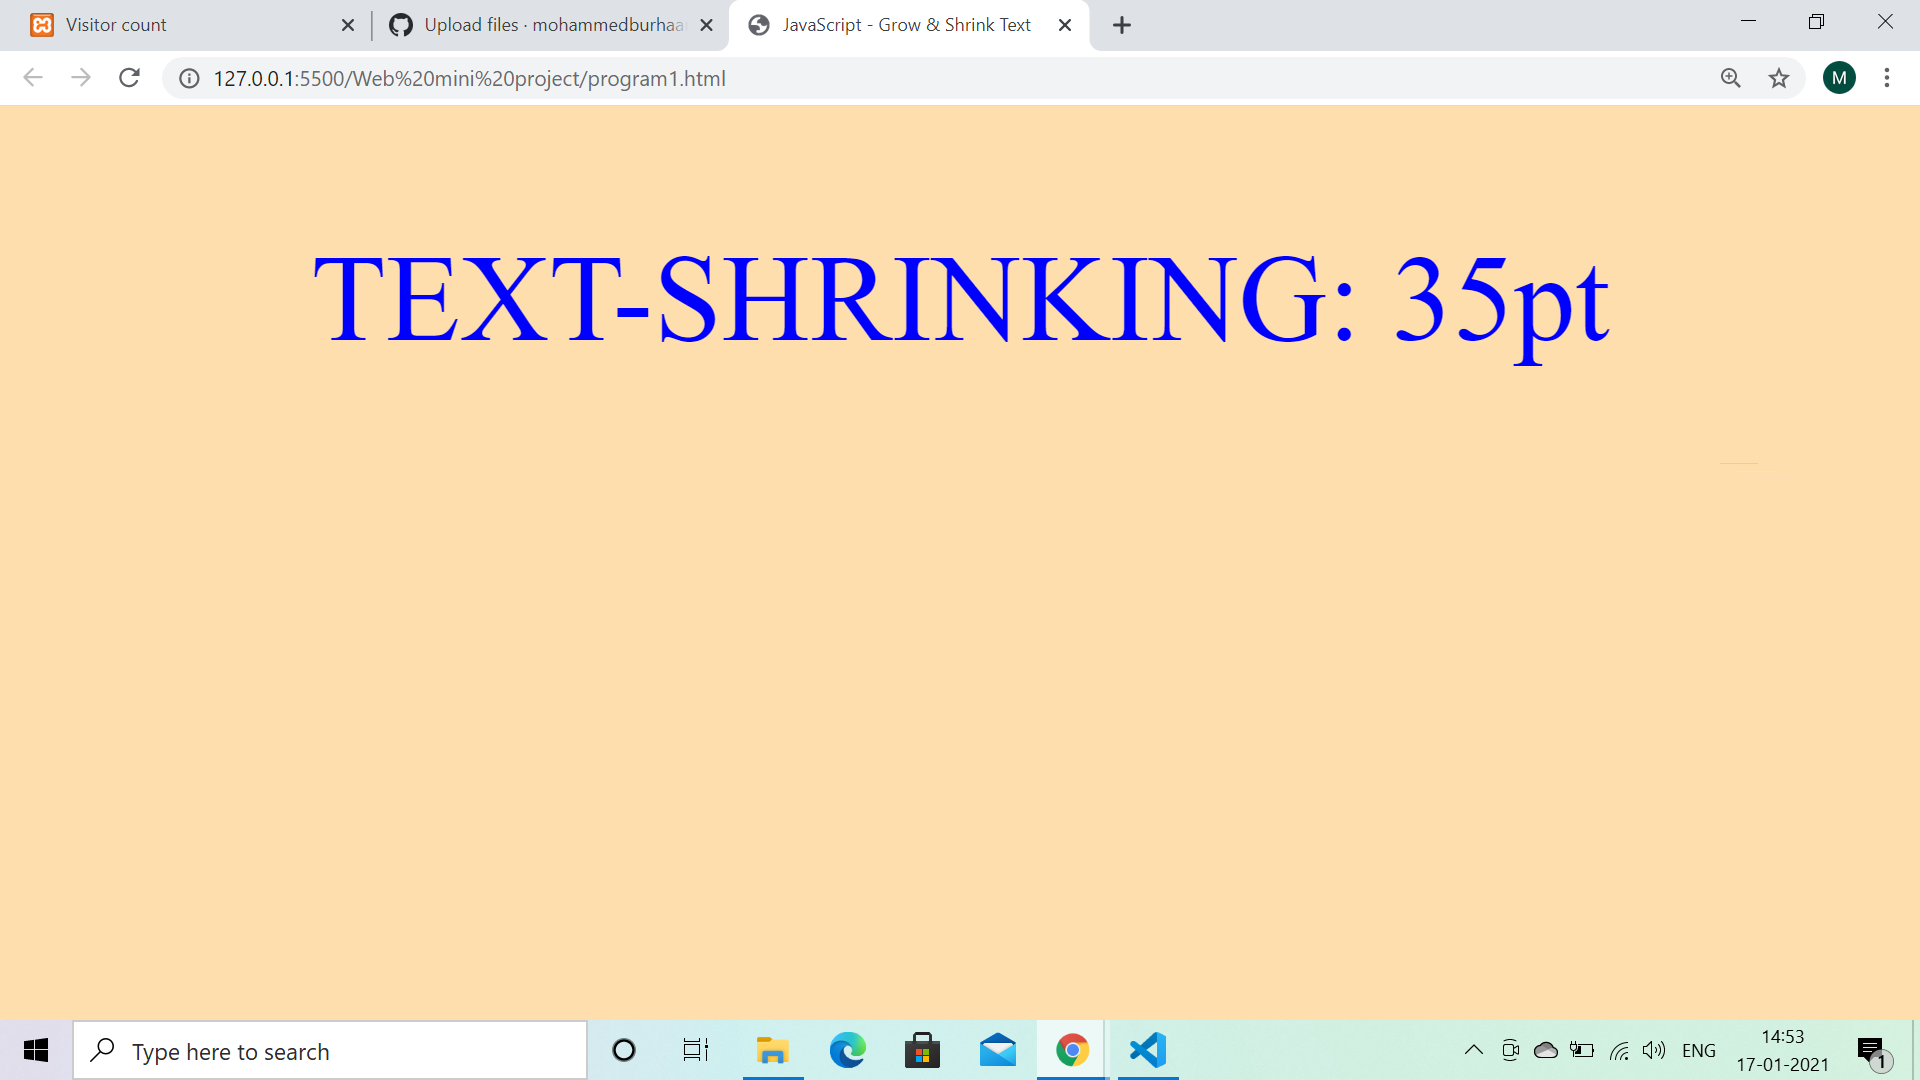 Visitor count
Upload files · mohammedburhaa
JavaScript - Grow & Shrink Text
127.0.0.1:5500/Web%20mini%20project/program1.html
M
TEXT-SHRINKING: 35pt
Type here to search
ENG
14:53
17-01-2021
1